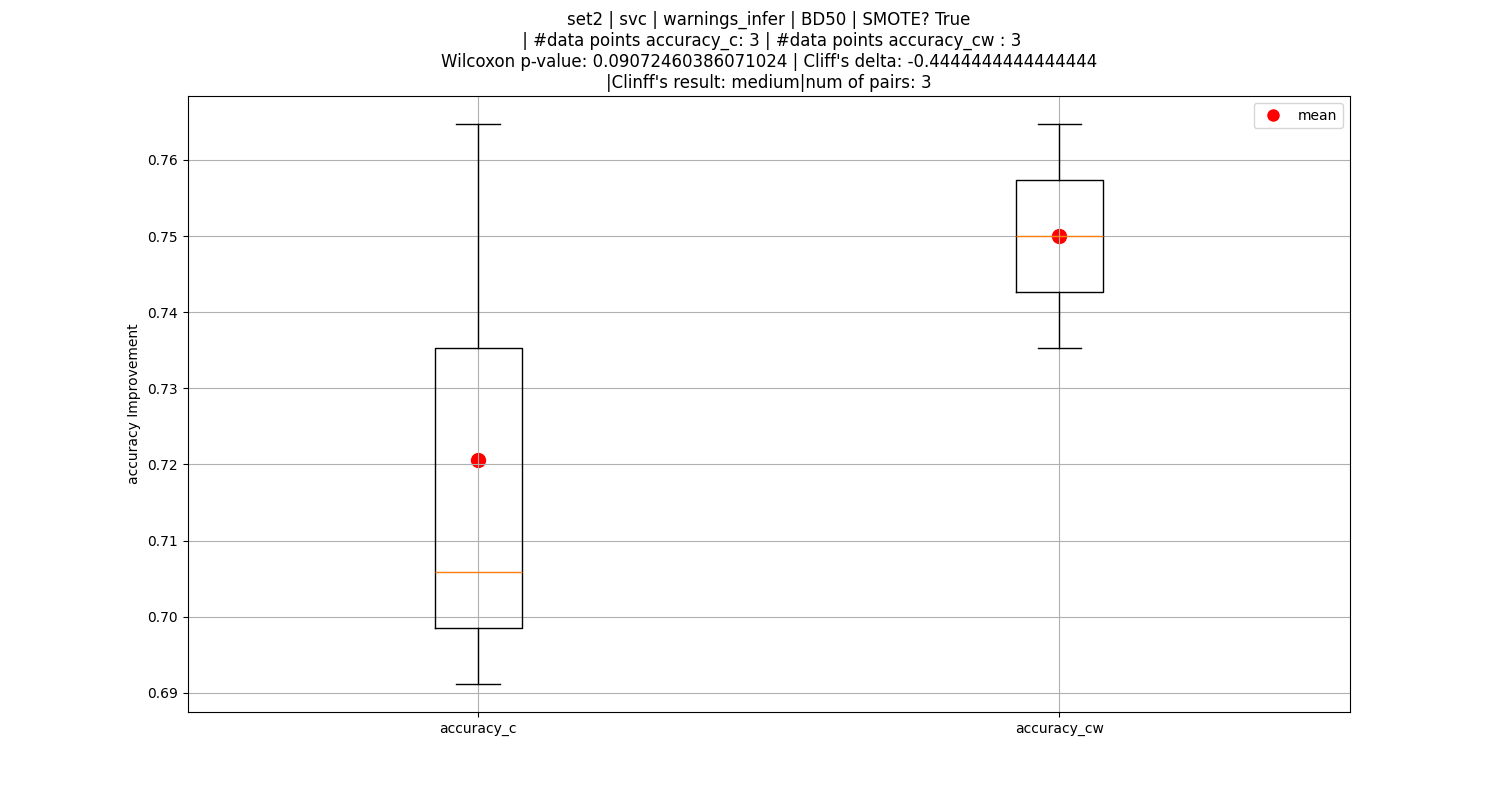 set2 | svc | warnings_infer | BD50 | SMOTE? True
| #data points accuracy_c: 3 | #data points accuracy_cw : 3
Wilcoxon p-value: 0.09072460386071024 | Cliff's delta: -0.4444444444444444
|Clinff's result: medium|num of pairs: 3
mean
accuracy Improvement
0.76
0.75
0.74
0.73
0.72
0.71
0.70
0.69
accuracy_c
accuracy_cw